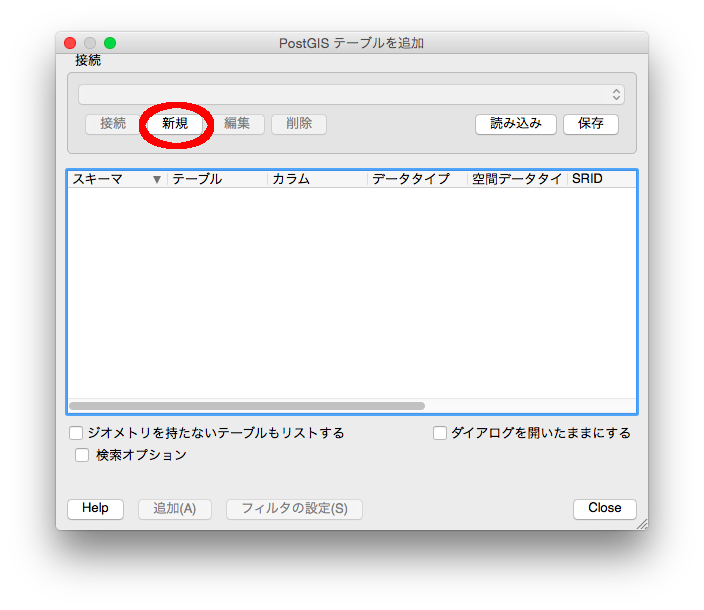 PostGIS テーブルを追加
接続
接続 新規 編集 削除 読み込み 保存
スキーマ テーブル カラム データタイプ 空間データタイ SRID
ジオメトリを持たないテーブルもリストする ダイアログを開いたままにする
検索オプション
Help 追加(A) フィルタの設定(S) Close